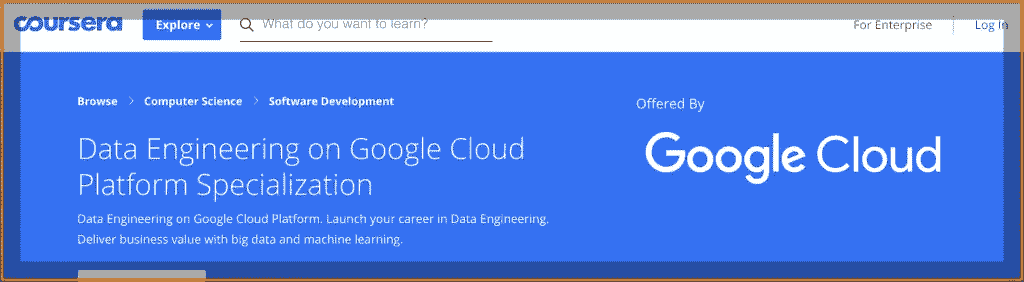 coursera Explore What do you want to learn? For Enterprise Log In
Browse Computer Science Software Development
Offered By
Google Cloud
Data Engineering on Google Cloud
Platform Specialization
Data Engineering on Google Cloud Platform. Launch your career in Data Engineering.
Deliver business value with big data and machine learning.